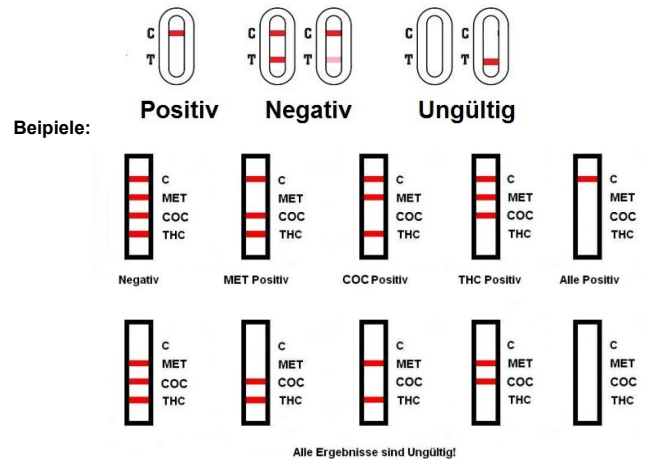 C C C
T T T
Positiv Negativ Ungültig
Beipiele:
C C C C C
MET MET MET MET MET
COC COC COC COC COC
THC THC THC THC THC
Negativ MET Positiv COC Positiv THC Positiv Alle Positiv
C C C C C
MET MET MET MET MET
COC COC COC COC COC
THC THC THC THC THC
Alle Ergebnisse sind Ungültig!